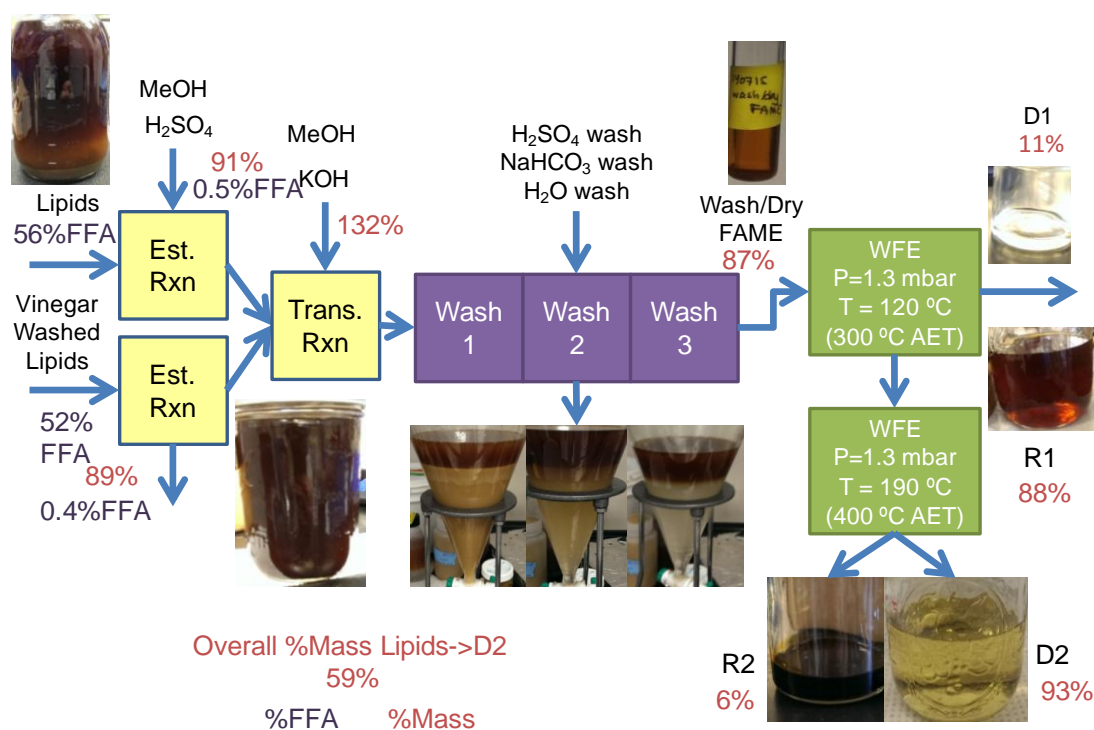 MeOH
H₂SO₄
91%
0.5%FFA
Lipids
56%FFA
Est.
Rxn
Vinegar
Washed
Lipids
52%
FFA
Est.
Rxn
89%
0.4%FFA
MeOH
KOH
132%
Trans.
Rxn
H₂SO₄ wash
NaHCO₃ wash
H₂O wash
Wash
1
Wash
2
Wash
3
wash/dry
FAME
Wash/Dry
FAME
87%
WFE
P=1.3 mbar
T = 120 ºC
(300 ºC AET)
D1
11%
R1
88%
WFE
P=1.3 mbar
T = 190 ºC
(400 ºC AET)
R2
6%
D2
93%
Overall %Mass Lipids->D2
59%
%FFA
%Mass